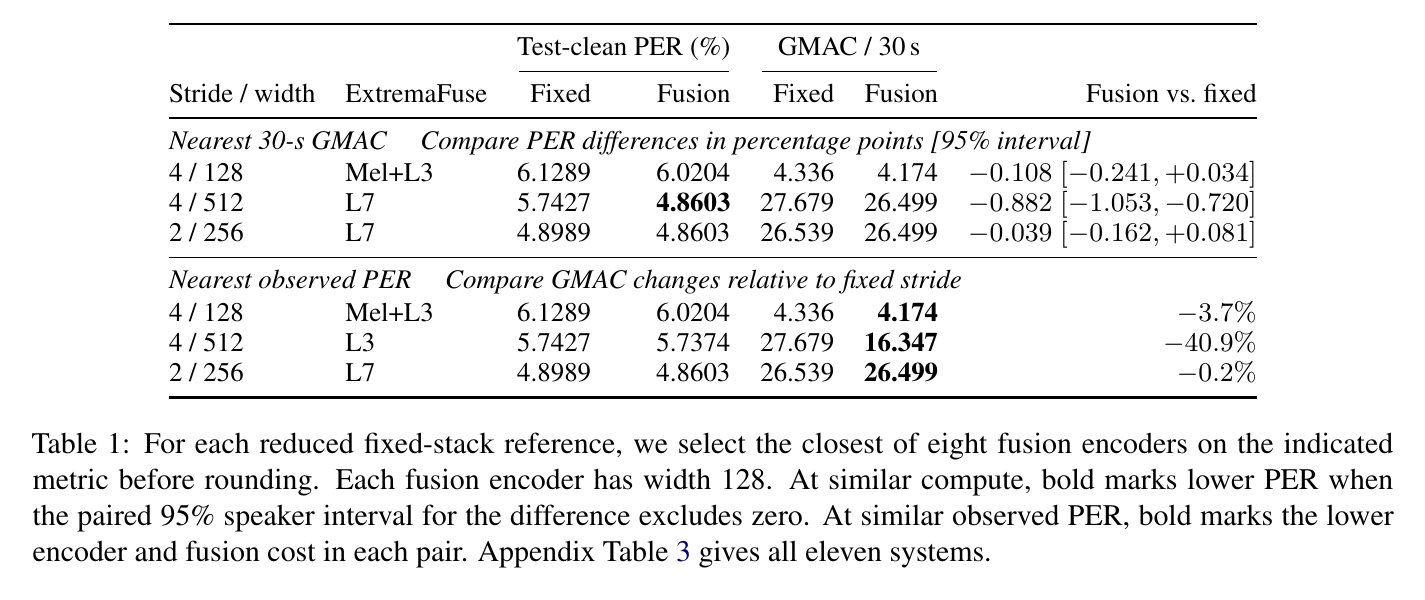 Test-clean PER (%) GMAC / 30 s
Stride / width ExtremaFuse Fixed Fusion Fixed Fusion Fusion vs. fixed
Nearest 30-s GMAC Compare PER differences in percentage points [95% interval]
4 / 128 Mel+L3 6.1289 6.0204 4.336 4.174 −0.108 [−0.241, +0.034]
4 / 512 L7 5.7427 4.8603 27.679 26.499 −0.882 [−1.053, −0.720]
2 / 256 L7 4.8989 4.8603 26.539 26.499 −0.039 [−0.162, +0.081]
Nearest observed PER Compare GMAC changes relative to fixed stride
4 / 128 Mel+L3 6.1289 6.0204 4.336 4.174 −3.7%
4 / 512 L3 5.7427 5.7374 27.679 16.347 −40.9%
2 / 256 L7 4.8989 4.8603 26.539 26.499 −0.2%
Table 1: For each reduced fixed-stack reference, we select the closest of eight fusion encoders on the indicated
metric before rounding. Each fusion encoder has width 128. At similar compute, bold marks lower PER when
the paired 95% speaker interval for the difference excludes zero. At similar observed PER, bold marks the lower
encoder and fusion cost in each pair. Appendix Table 3 gives all eleven systems.